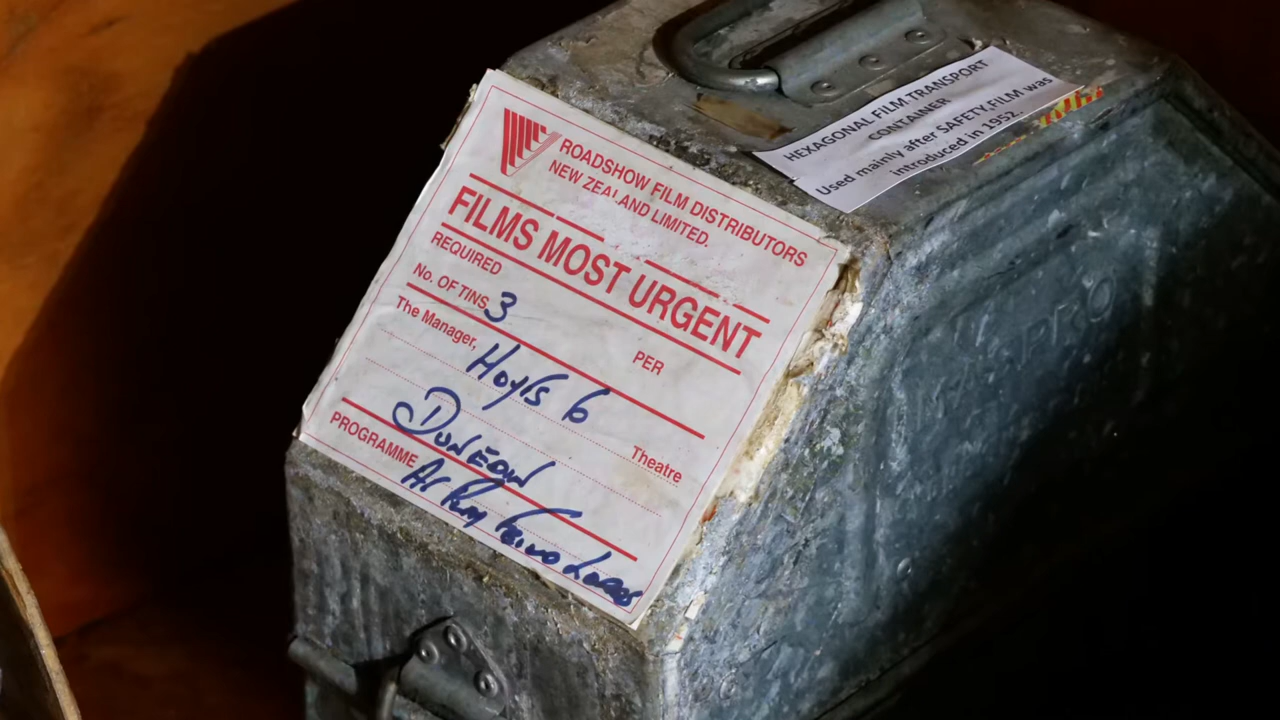 ROADSHOW FILM DISTRIBUTORS
NEW ZEALAND LIMITED.
FILMS MOST URGENT
REQUIRED
No. OF TINS 3 PER
The Manager, Hoyts 6
Theatre
DUNEDIN
PROGRAMME
HEXAGONAL FILM TRANSPORT
CONTAINER
Used mainly after SAFETY FILM was
introduced in 1952.